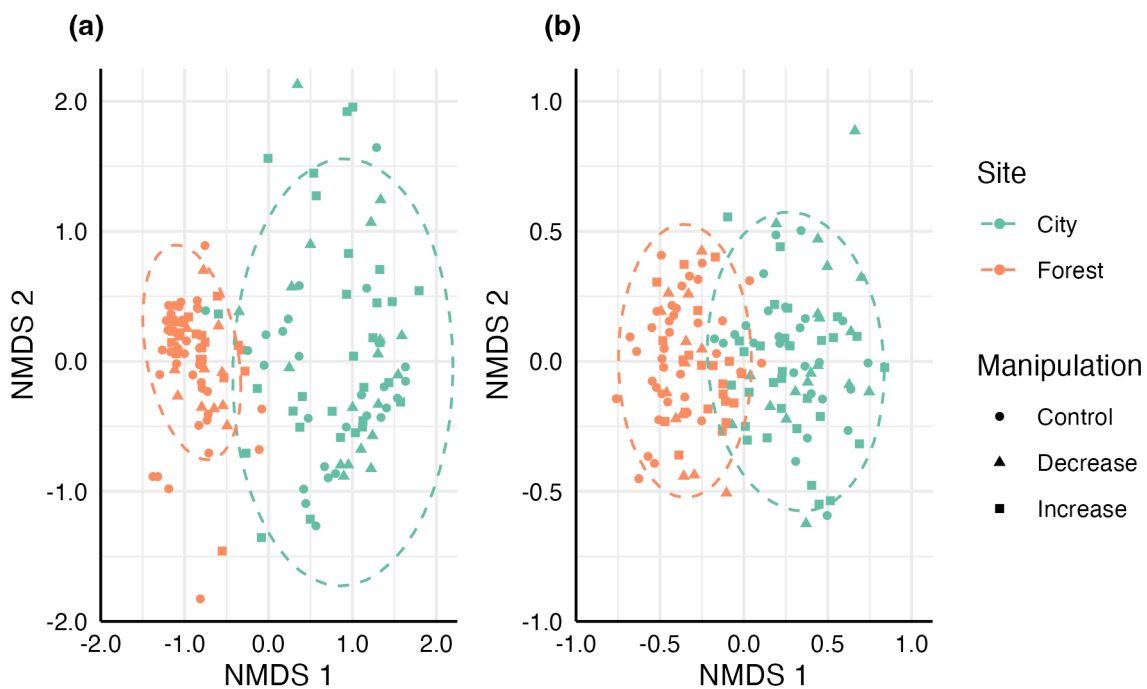 (a)
(b)
NMDS 2
2.0
1.0
0.0
-1.0
-2.0
-2.0 -1.0 0.0 1.0 2.0
NMDS 1
NMDS 2
1.0
0.5
0.0
-0.5
-1.0
-1.0 -0.5 0.0 0.5 1.0
NMDS 1
Site
City
Forest
Manipulation
Control
Decrease
Increase